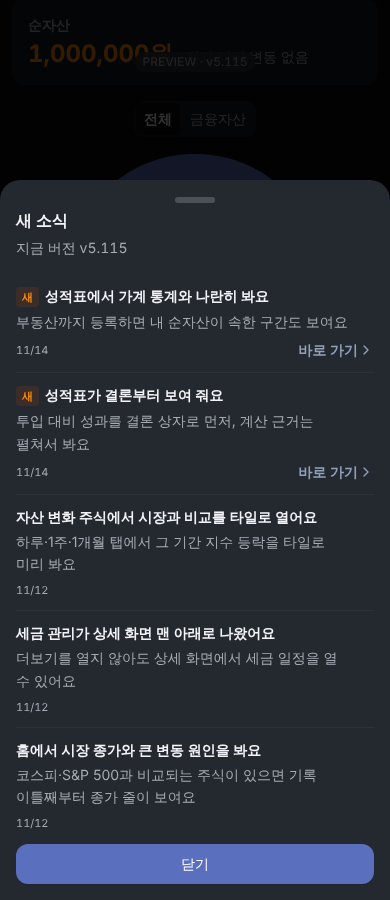 순자산
1,000,000원
변동 없음
PREVIEW · v5.115
전체
금융자산
새 소식
지금 버전 v5.115
새 성적표에서 가계 통계와 나란히 봐요
부동산까지 등록하면 내 순자산이 속한 구간도 보여요
11/14
바로 가기
새 성적표가 결론부터 보여 줘요
투입 대비 성과를 결론 상자로 먼저, 계산 근거는
펼쳐서 봐요
11/14
바로 가기
자산 변화 주식에서 시장과 비교를 타일로 열어요
하루·1주·1개월 탭에서 그 기간 지수 등락을 타일로
미리 봐요
11/12
세금 관리가 상세 화면 맨 아래로 나왔어요
더보기를 열지 않아도 상세 화면에서 세금 일정을 열
수 있어요
11/12
홈에서 시장 종가와 큰 변동 원인을 봐요
코스피·S&P 500과 비교되는 주식이 있으면 기록
이틀째부터 종가 줄이 보여요
11/12
닫기